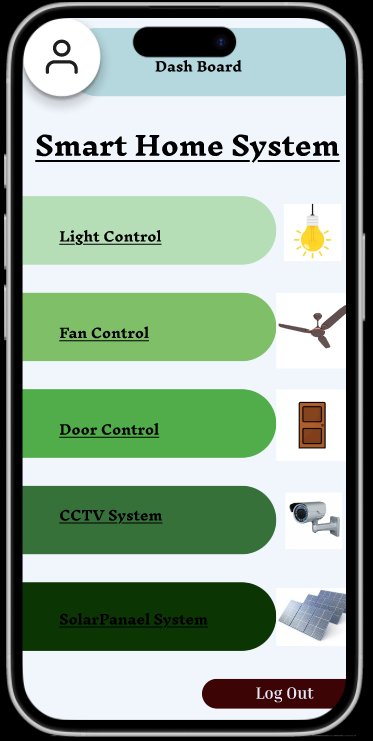 Dash Board
Smart Home System
Light Control
Fan Control
Door Control
CCTV System
SolarPanael System
Log Out